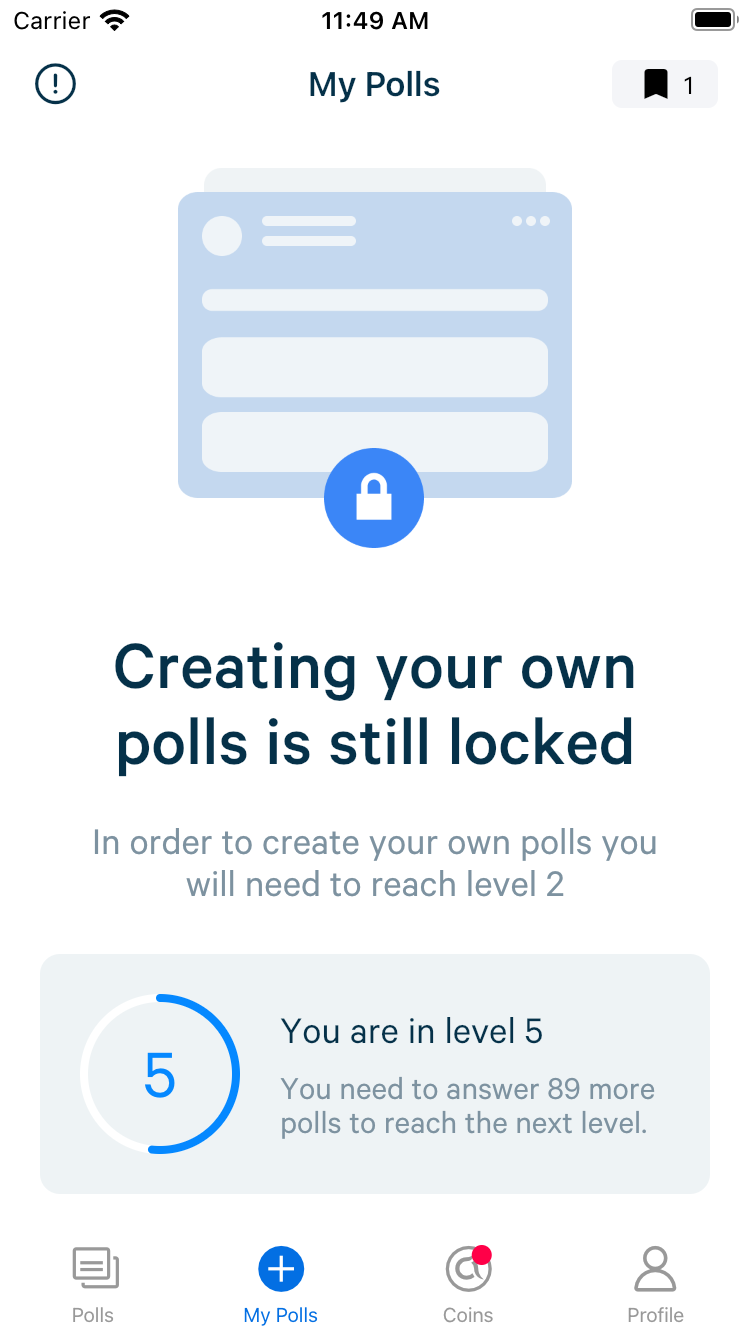 Carrier 11:49 AM
My Polls
1
Creating your own
polls is still locked
In order to create your own polls you
will need to reach level 2
5
You are in level 5
You need to answer 89 more
polls to reach the next level.
Polls
My Polls
Coins
Profile